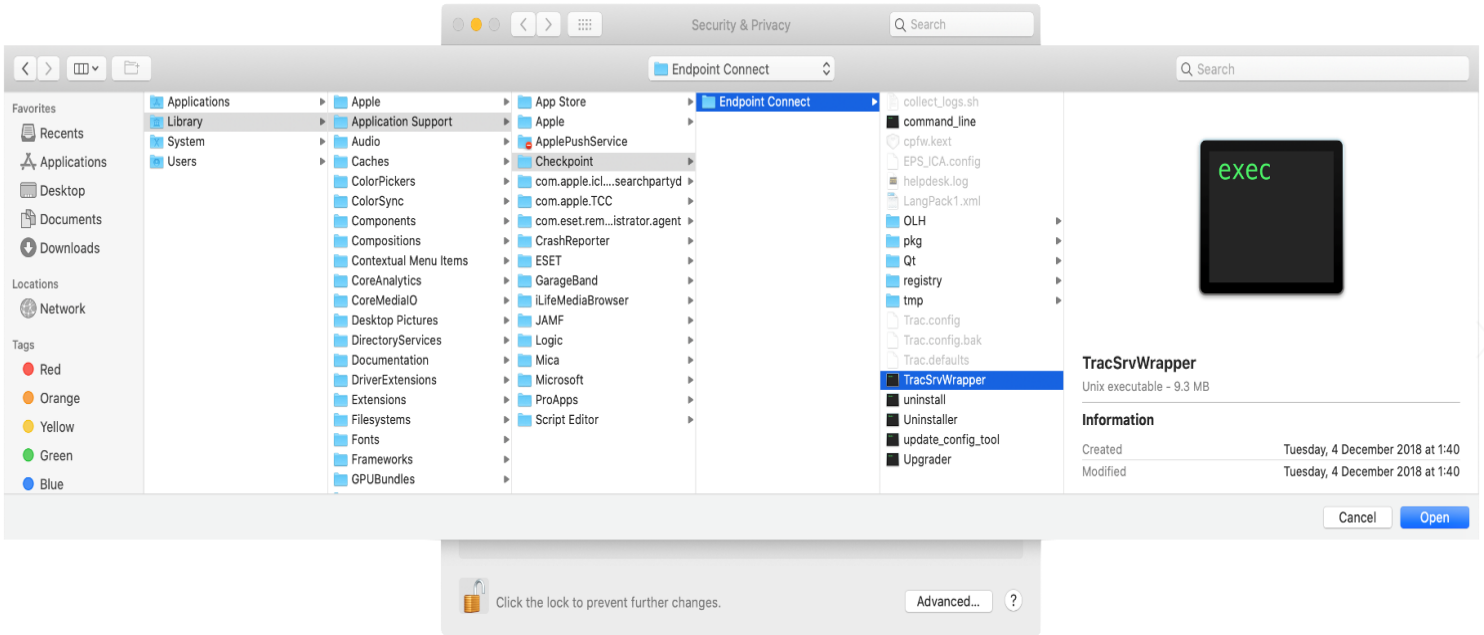 Security & Privacy
Search
Endpoint Connect
Search
Favorites
Recents
Applications
Desktop
Documents
Downloads
Locations
Network
Tags
Red
Orange
Yellow
Green
Blue
Applications
Library
System
Users
Apple
Application Support
Audio
Caches
ColorPickers
ColorSync
Components
Compositions
Contextual Menu Items
CoreAnalytics
CoreMediaIO
Desktop Pictures
DirectoryServices
Documentation
DriverExtensions
Extensions
Filesystems
Fonts
Frameworks
GPUBundles
App Store
Apple
ApplePushService
Checkpoint
com.apple.icl....searchpartyd
com.apple.TCC
com.eset.rem...istrator.agent
CrashReporter
ESET
GarageBand
iLifeMediaBrowser
JAMF
Logic
Mica
Microsoft
ProApps
Script Editor
Endpoint Connect
collect_logs.sh
command_line
cpfw.kext
EPS_ICA.config
helpdesk.log
LangPack1.xml
OLH
pkg
Qt
registry
tmp
Trac.config
Trac.config.bak
Trac.defaults
TracSrvWrapper
uninstall
Uninstaller
update_config_tool
Upgrader
exec
TracSrvWrapper
Unix executable - 9.3 MB
Information
Created Tuesday, 4 December 2018 at 1:40
Modified Tuesday, 4 December 2018 at 1:40
Cancel
Open
Click the lock to prevent further changes.
Advanced...
?